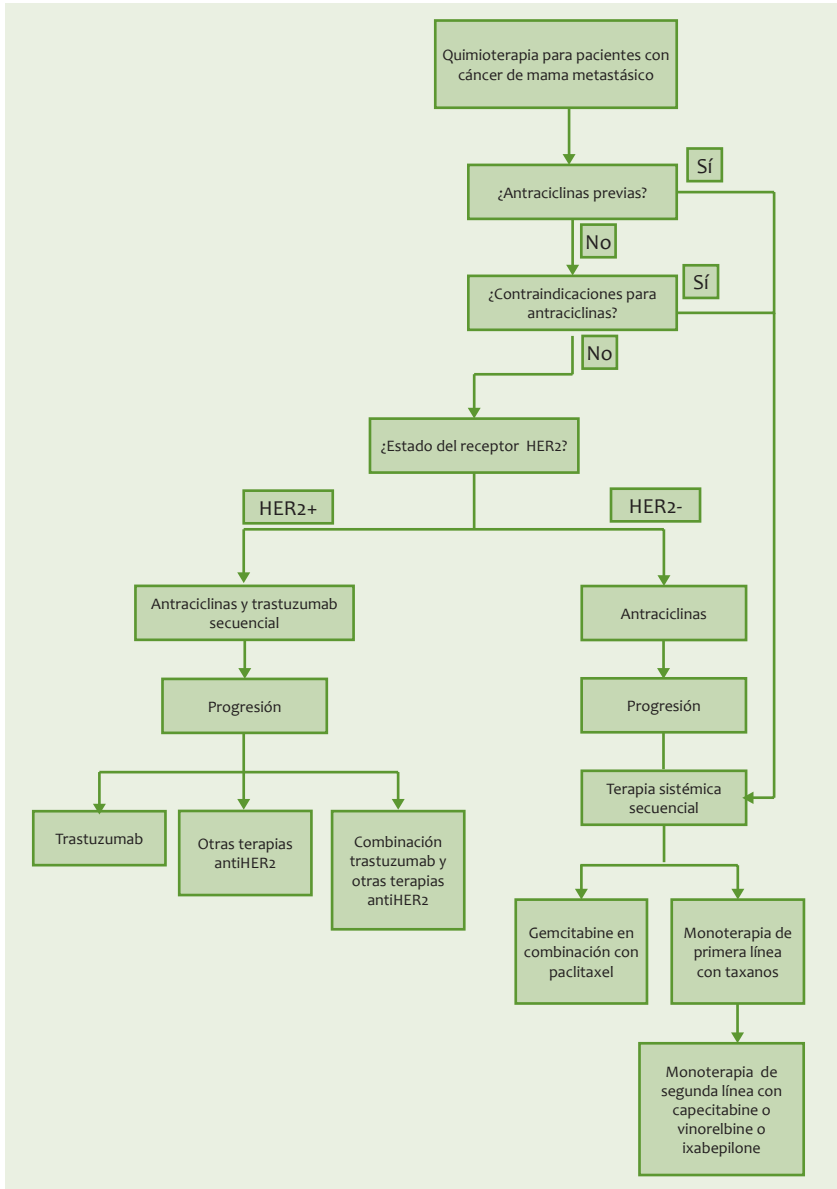 Quimioterapia para pacientes con
cáncer de mama metastásico
Sí
¿Antraciclinas previas?
No
Sí
¿Contraindicaciones para
antraciclinas?
No
¿Estado del receptor HER2?
HER2+
HER2-
Antraciclinas y trastuzumab
secuencial
Antraciclinas
Progresión
Progresión
Terapia sistémica
secuencial
Trastuzumab
Otras terapias
antiHER2
Combinación
trastuzumab y
otras terapias
antiHER2
Gemcitabine en
combinación con
paclitaxel
Monoterapia de
primera línea
con taxanos
Monoterapia de
segunda línea con
capecitabine o
vinorelbine o
ixabepilone